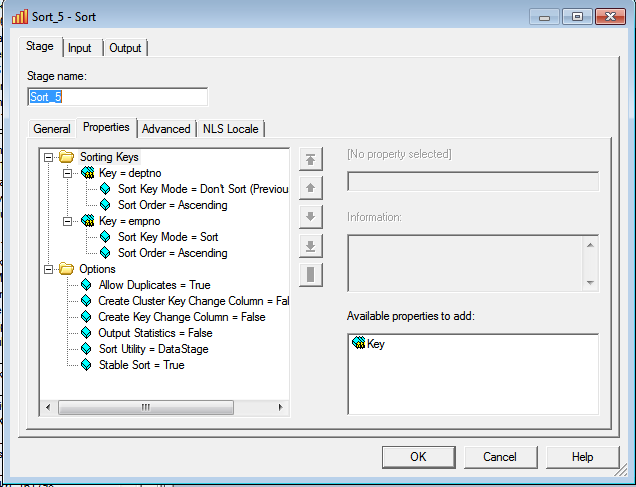 Sort_5 - Sort
Stage
Input
Output
Stage name:
Sort_5
General
Properties
Advanced
NLS Locale
Sorting Keys
Key = deptno
Sort Key Mode = Don't Sort (Previou
Sort Order = Ascending
Key = empno
Sort Key Mode = Sort
Sort Order = Ascending
Options
Allow Duplicates = True
Create Cluster Key Change Column = Fal
Create Key Change Column = False
Output Statistics = False
Sort Utility = DataStage
Stable Sort = True
[No property selected]
Information:
Available properties to add:
Key
OK
Cancel
Help